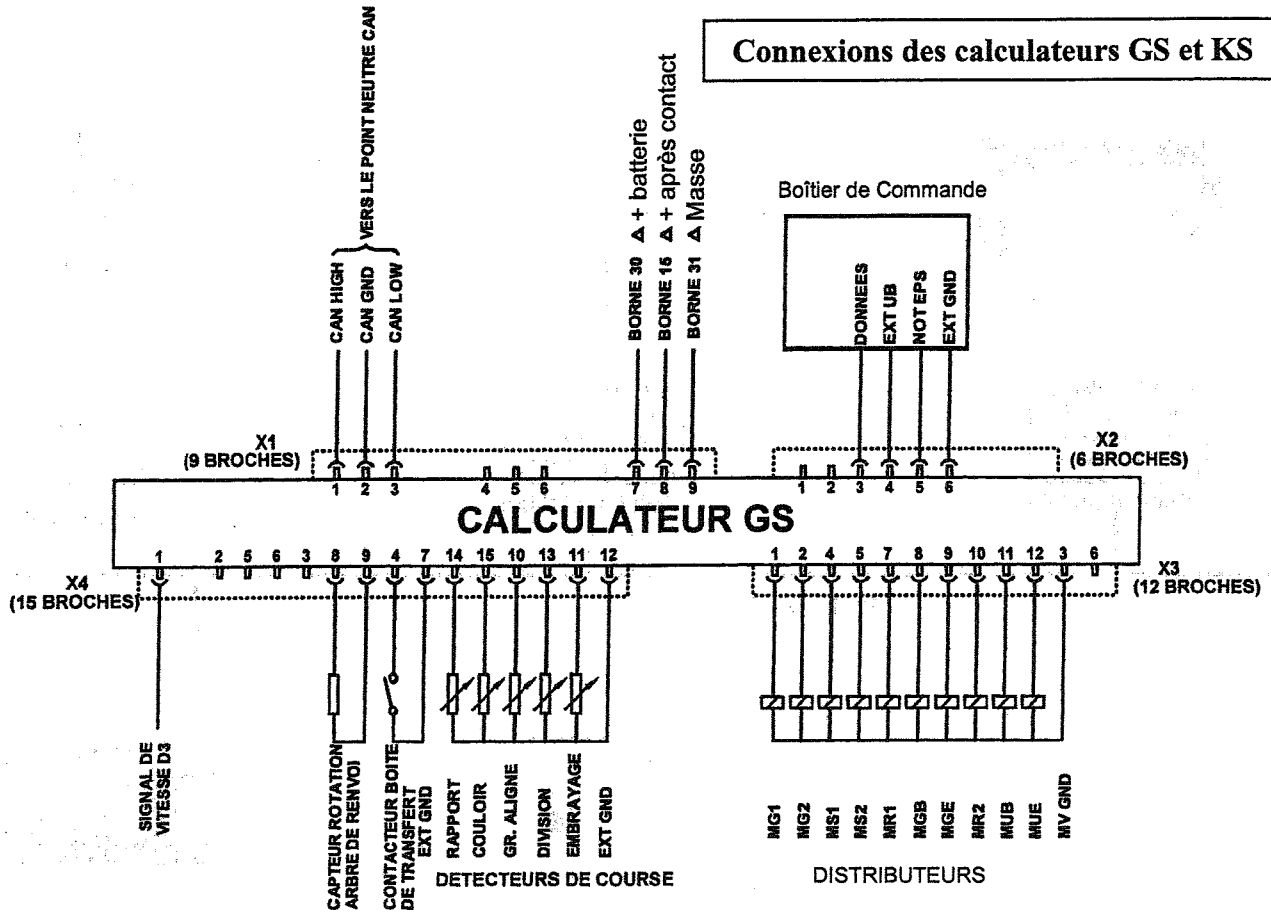 Connexions des calculateurs GS et KS
VERS LE POINT NEUTRE CAN
CAN HIGH
CAN GND
CAN LOW
BORNE 30 Δ + batterie
BORNE 15 Δ + après contact
BORNE 31 Δ Masse
Boîtier de Commande
DONNEES
EXT UB
NOT EPS
EXT GND
X1
(9 BROCHES)
X2
(6 BROCHES)
1 2 3 4 5 6 7 8 9
1 2 3 4 5 6
CALCULATEUR GS
1 2 5 6 3 8 9 4 7 14 15 10 13 11 12
1 2 4 5 7 8 9 10 11 12 3 6
X4
(15 BROCHES)
X3
(12 BROCHES)
SIGNAL DE
VITESSE D3
CAPTEUR ROTATION
ARBRE DE RENVOI
CONTACTEUR BOITE
DE TRANSFERT
EXT GND
RAPPORT
COULOIR
GR. ALIGNE
DIVISION
EMBRAYAGE
EXT GND
DETECTEURS DE COURSE
MG1
MG2
MS1
MS2
MR1
MGB
MGE
MR2
MUB
MUE
MV GND
DISTRIBUTEURS